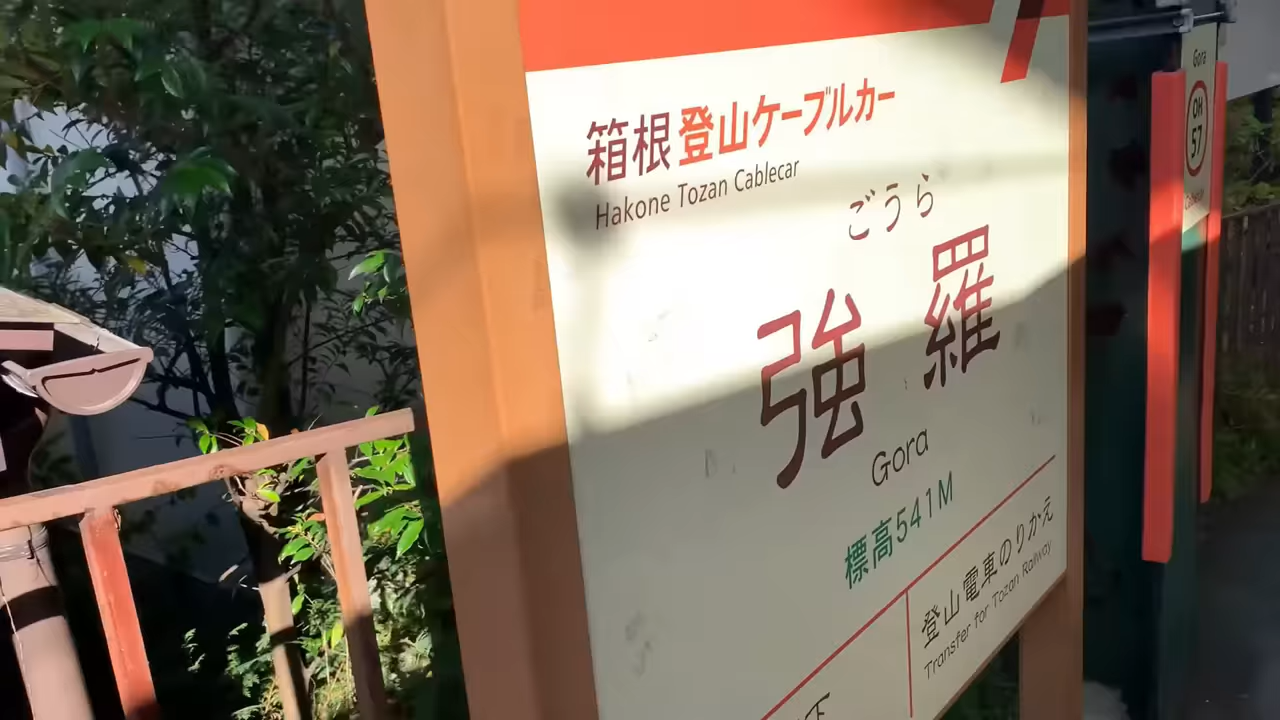 箱根登山ケーブルカー
Hakone Tozan Cablecar
ごうら
強羅
Gora
標高541M
登山電車のりかえ
Transfer for Tozan Railway
下
Gora
OH
57